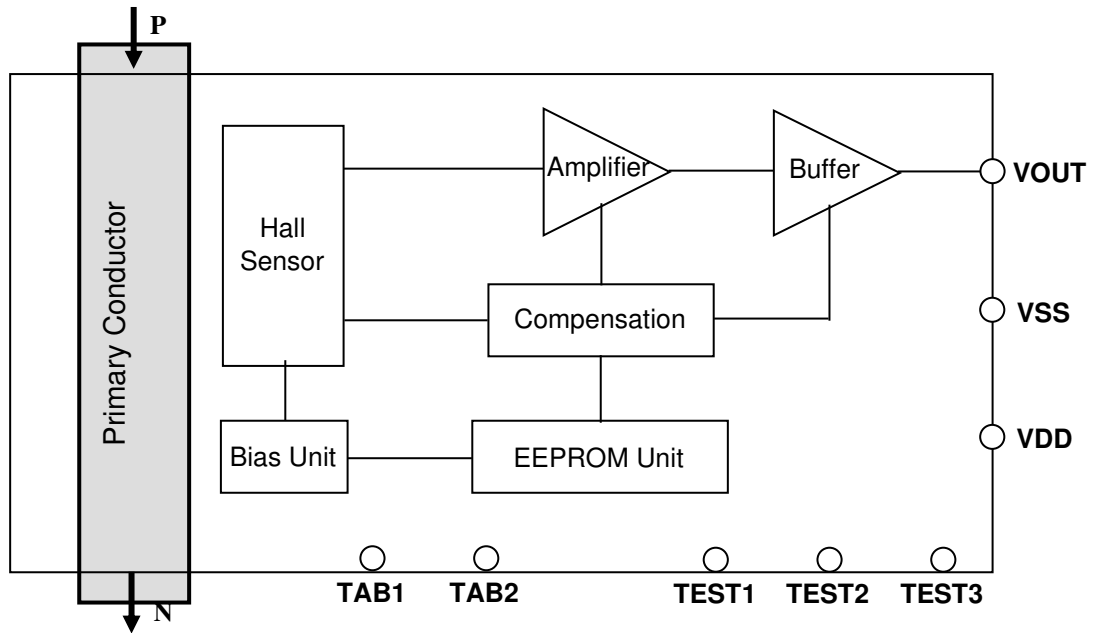 P
Primary Conductor
Hall
Sensor
Amplifier
Buffer
VOUT
Compensation
VSS
Bias Unit
EEPROM Unit
VDD
TAB1
TAB2
TEST1
TEST2
TEST3
N